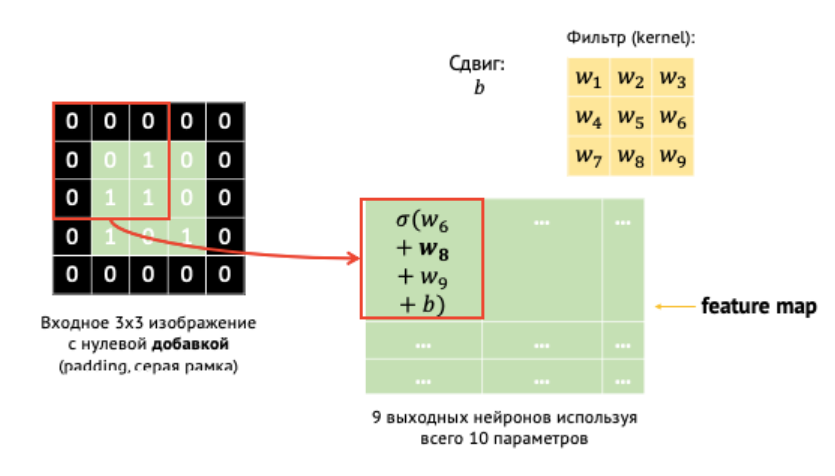 Фильтр (kernel):
Сдвиг:
b
w₁ w₂ w₃
w₄ w₅ w₆
w₇ w₈ w₉
0 0 0 0 0
0 0 1 0 0
0 1 1 0 0
0 1 0 1 0
0 0 0 0 0
σ(w₆
+ w₈
+ w₉
+ b)
... ...
... ... ...
... ... ...
feature map
Входное 3x3 изображение
с нулевой добавкой
(padding, серая рамка)
9 выходных нейронов используя
всего 10 параметров